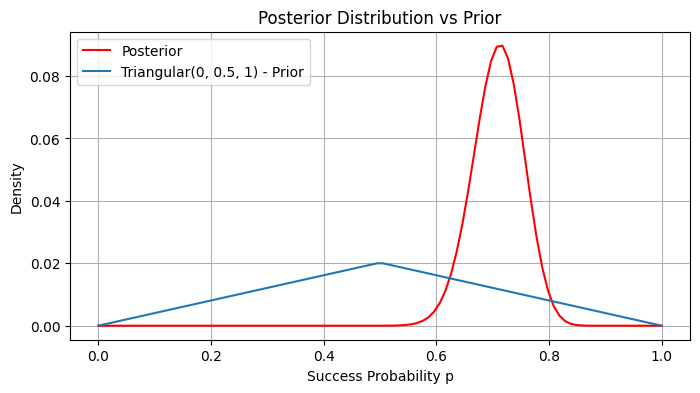 Posterior Distribution vs Prior
Posterior
Triangular(0, 0.5, 1) - Prior
Density
0.08
0.06
0.04
0.02
0.00
0.0 0.2 0.4 0.6 0.8 1.0
Success Probability p